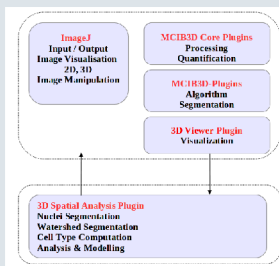 ImageJ
Input / Output
Image Visualisation
2D, 3D
Image Manipulation
MCIB3D Core Plugins
Processing
Quantification
MCIB3D-Plugins
Algorithm
Segmentation
3D Viewer Plugin
Visualization
3D Spatial Analysis Plugin
Nuclei Segmentation
Watershed Segmentation
Cell Type Computation
Analysis & Modelling